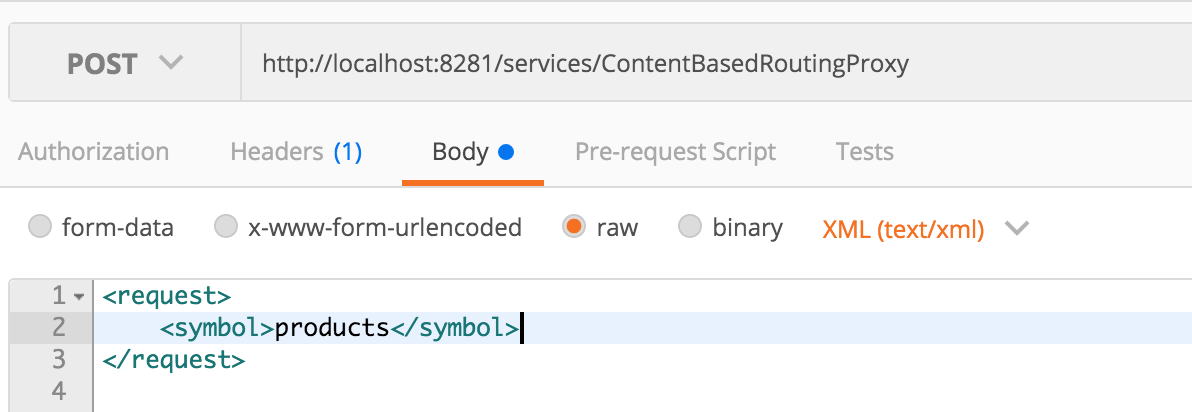 POST http://localhost:8281/services/ContentBasedRoutingProxy
Authorization Headers (1) Body Pre-request Script Tests
form-data x-www-form-urlencoded raw binary XML (text/xml)
1 <request>
2 <symbol>products</symbol>
3 </request>
4